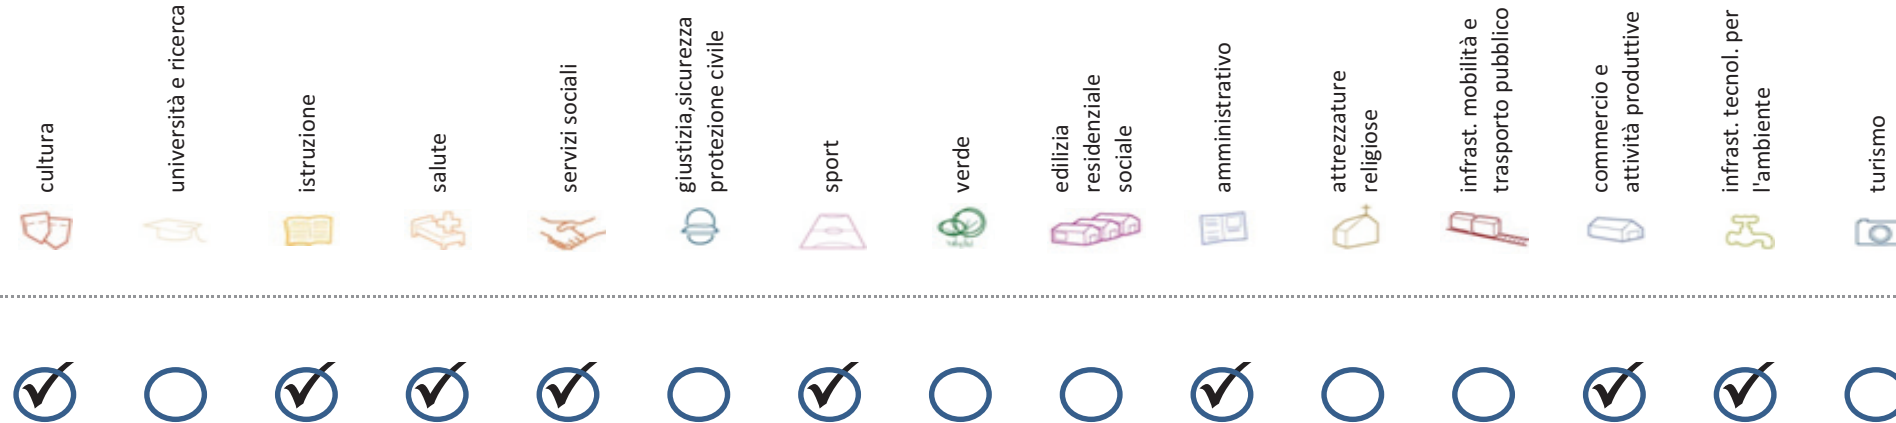 cultura
università e ricerca
istruzione
salute
servizi sociali
giustizia,sicurezza
protezione civile
sport
verde
edilizia
residenziale
sociale
amministrativo
attrezzature
religiose
infrast. mobilità e
trasporto pubblico
commercio e
attività produttive
infrast. tecnol. per
l'ambiente
turismo